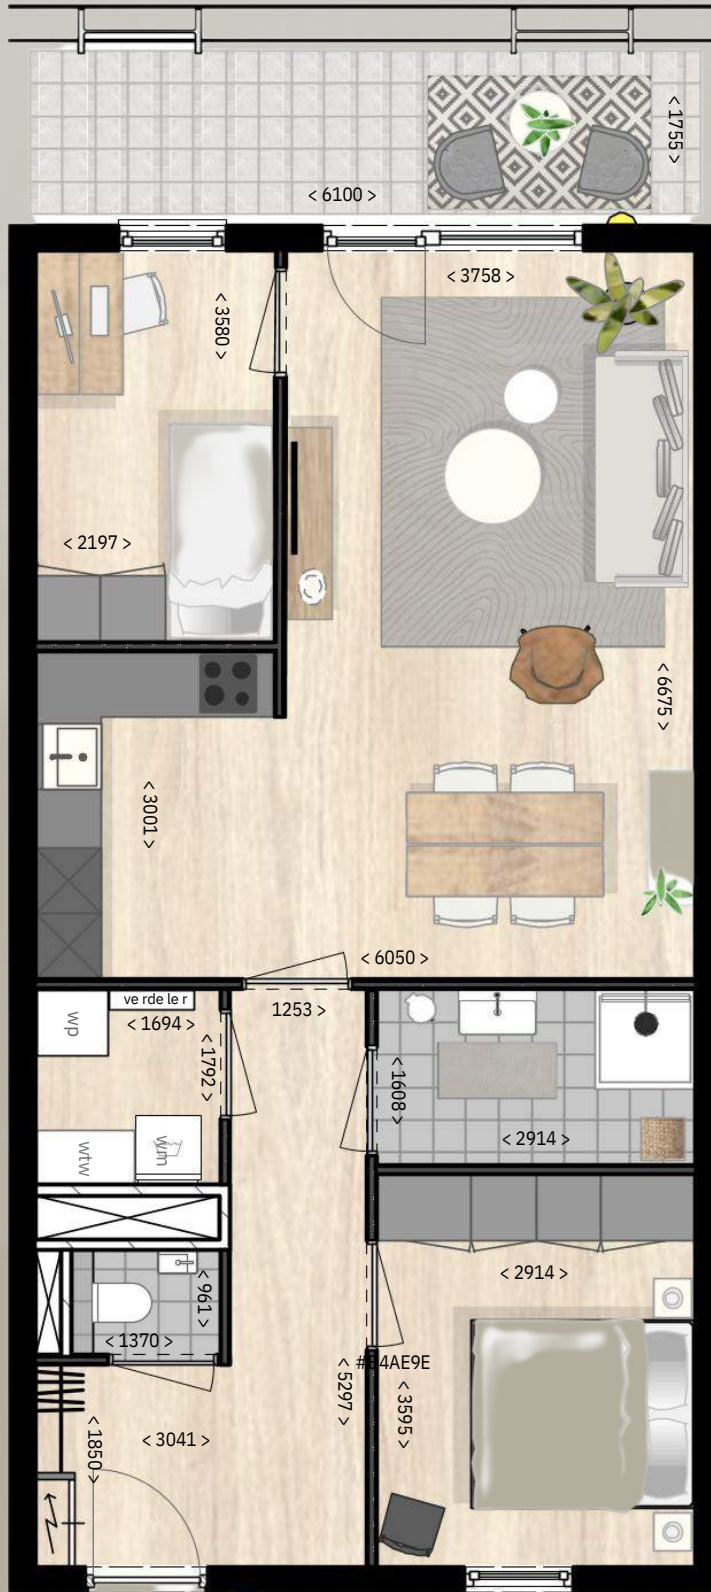 < 1755 >
< 6100 >
< 3758 >
< 3580 >
< 2197 >
< 6675 >
< 3001 >
< 6050 >
ve rde le r
wp
< 1694 >
1253 >
< 1792 >
< 1608 >
< 2914 >
wtw
wm
< 2914 >
< 961 >
< 1370 >
4AE9E
< 5297 >
< 3595 >
< 1850 >
< 3041 >